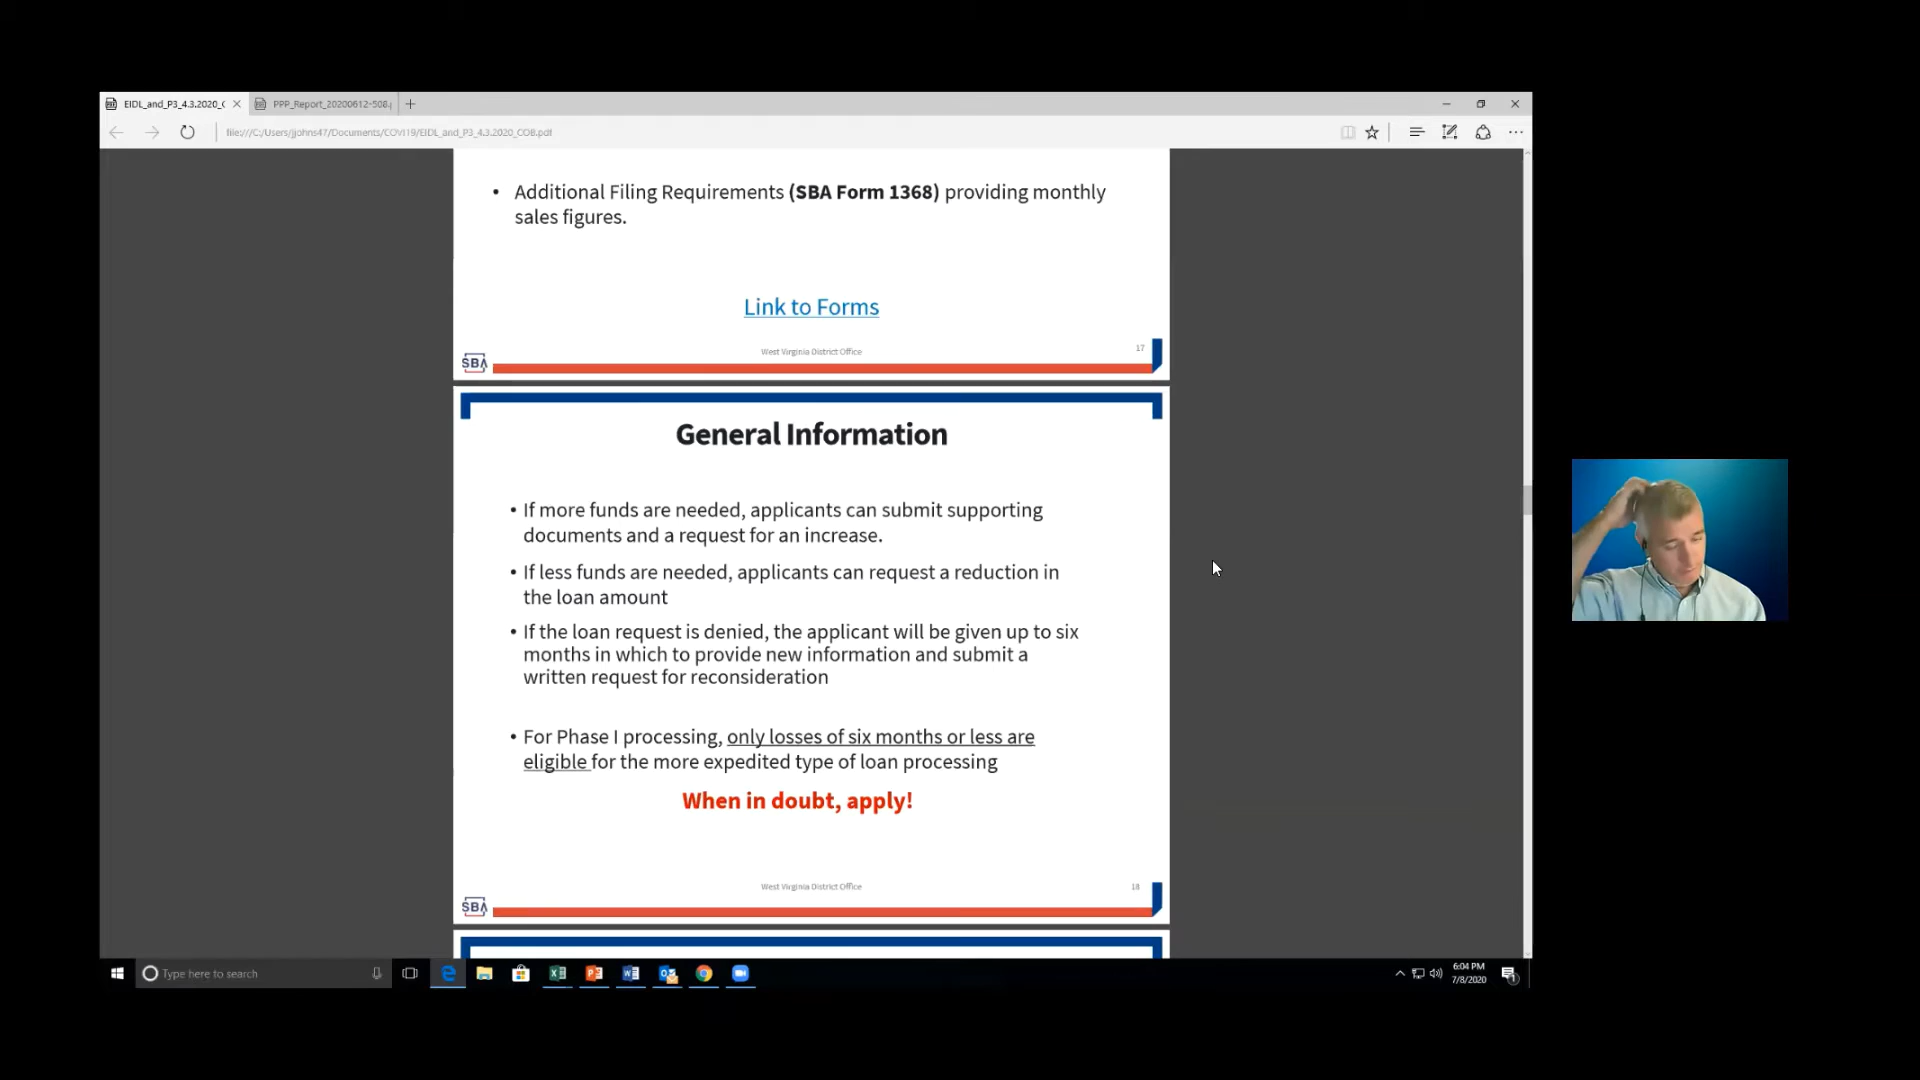 EIDL_and_P3_4.3.2020_C
PPP_Report_20200612-508.
file:///C:/Users/jjohns47/Documents/COVI19/EIDL_and_P3_4.3.2020_COB.pdf
• Additional Filing Requirements (SBA Form 1368) providing monthly
sales figures.
Link to Forms
West Virginia District Office
17
SBA
General Information
• If more funds are needed, applicants can submit supporting
documents and a request for an increase.
• If less funds are needed, applicants can request a reduction in
the loan amount
• If the loan request is denied, the applicant will be given up to six
months in which to provide new information and submit a
written request for reconsideration
• For Phase I processing, only losses of six months or less are
eligible for the more expedited type of loan processing
When in doubt, apply!
West Virginia District Office
18
SBA
Type here to search
6:04 PM
7/8/2020